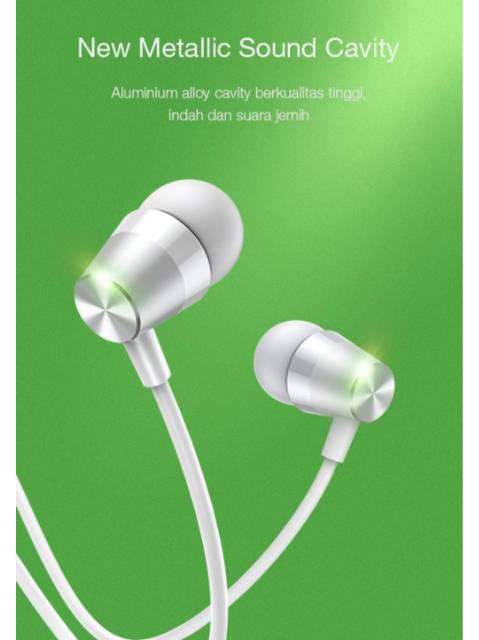 New Metallic Sound Cavity
Aluminium alloy cavity berkualitas tinggi,
indah dan suara jernih